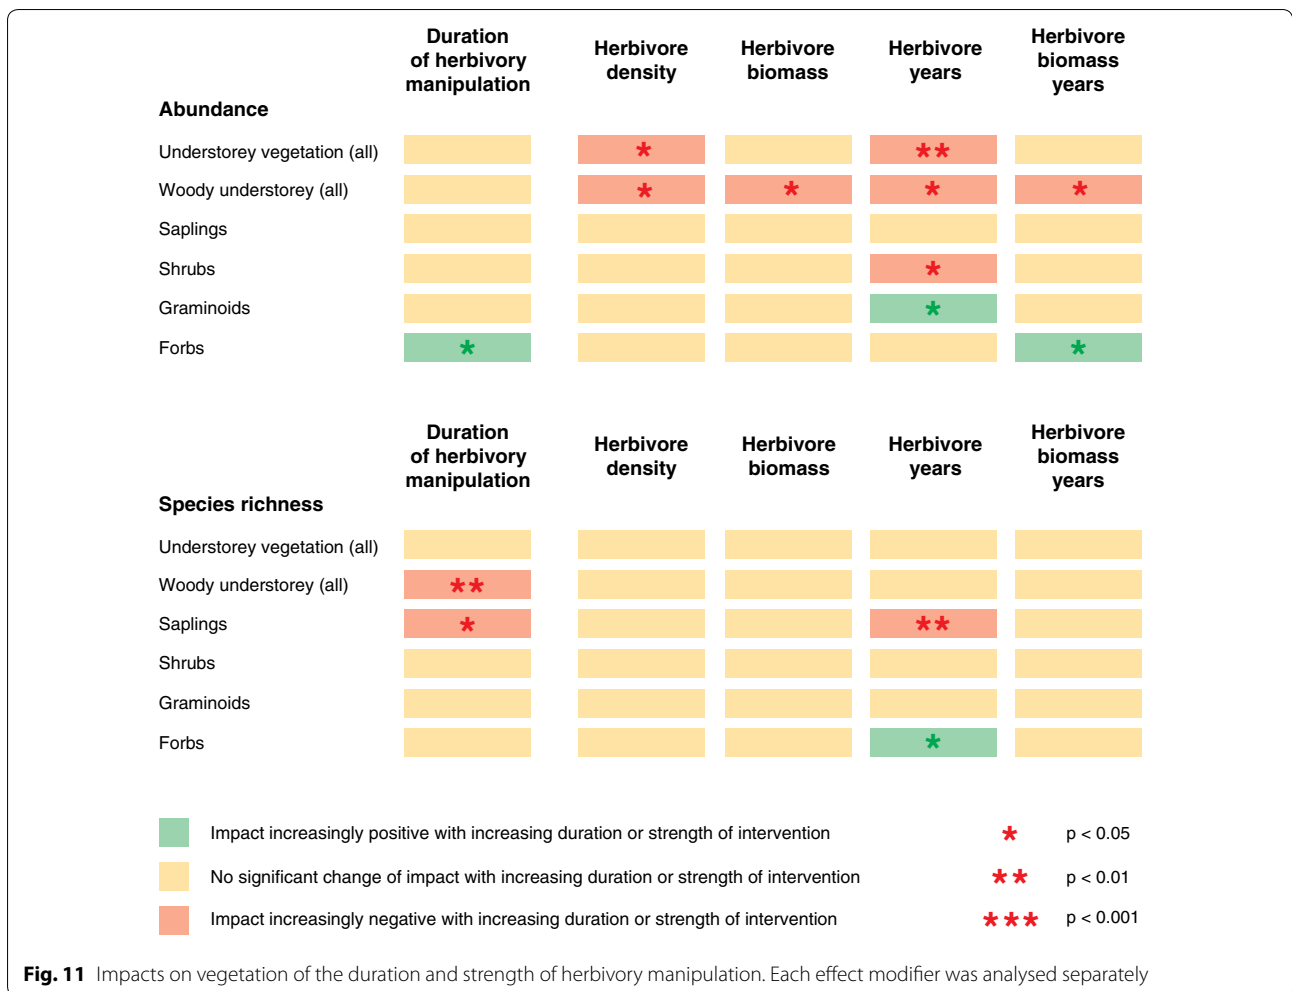 Duration
of herbivory
manipulation
Herbivore
density
Herbivore
biomass
Herbivore
years
Herbivore
biomass
years
Abundance
Understorey vegetation (all) * **
Woody understorey (all) * * * *
Saplings
Shrubs *
Graminoids *
Forbs * *
Duration
of herbivory
manipulation
Herbivore
density
Herbivore
biomass
Herbivore
years
Herbivore
biomass
years
Species richness
Understorey vegetation (all)
Woody understorey (all) **
Saplings * **
Shrubs
Graminoids
Forbs *
Impact increasingly positive with increasing duration or strength of intervention * p < 0.05
No significant change of impact with increasing duration or strength of intervention ** p < 0.01
Impact increasingly negative with increasing duration or strength of intervention *** p < 0.001
Fig. 11 Impacts on vegetation of the duration and strength of herbivory manipulation. Each effect modifier was analysed separately